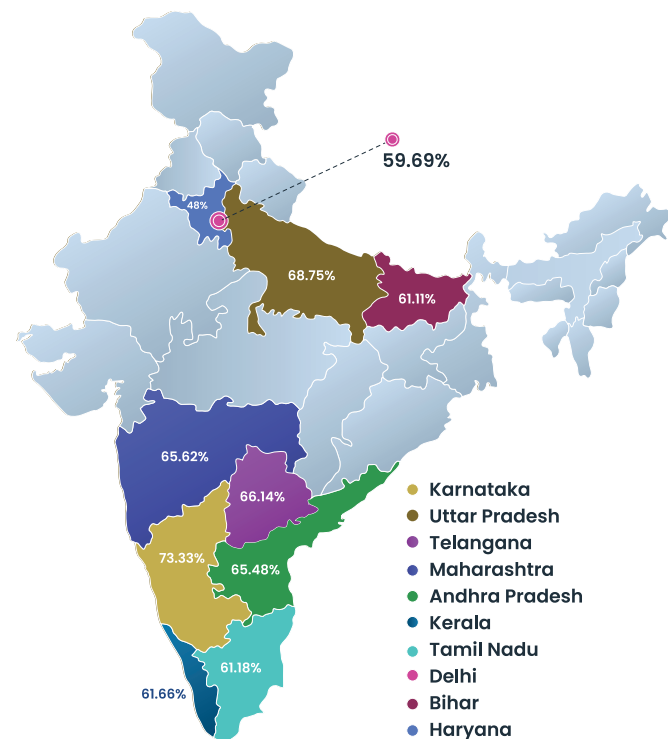 59.69%
48%
68.75%
61.11%
65.62%
66.14%
73.33%
65.48%
61.18%
61.66%
Karnataka
Uttar Pradesh
Telangana
Maharashtra
Andhra Pradesh
Kerala
Tamil Nadu
Delhi
Bihar
Haryana